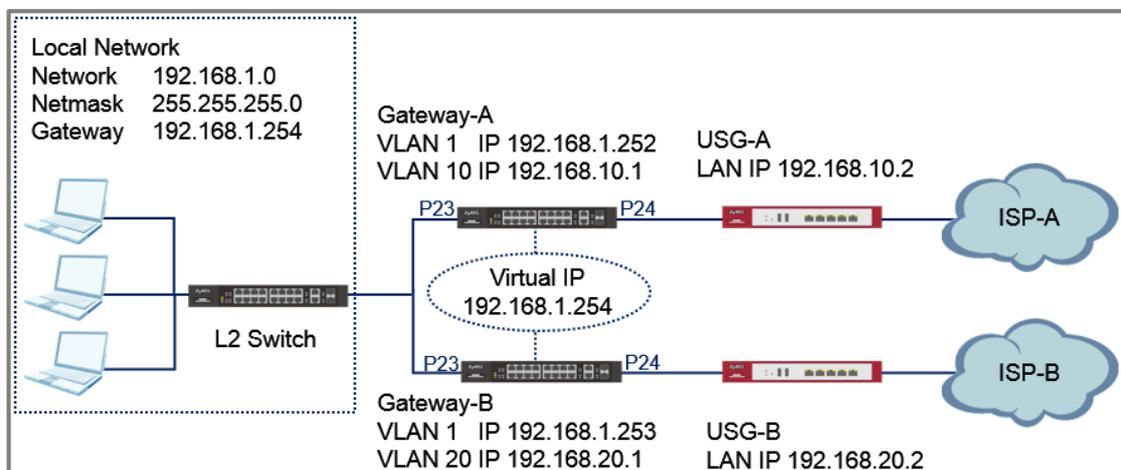 Local Network
Network 192.168.1.0
Netmask 255.255.255.0
Gateway 192.168.1.254
L2 Switch
Gateway-A
VLAN 1 IP 192.168.1.252
VLAN 10 IP 192.168.10.1
P23
P24
USG-A
LAN IP 192.168.10.2
ISP-A
Virtual IP
192.168.1.254
P23
P24
Gateway-B
VLAN 1 IP 192.168.1.253
VLAN 20 IP 192.168.20.1
USG-B
LAN IP 192.168.20.2
ISP-B